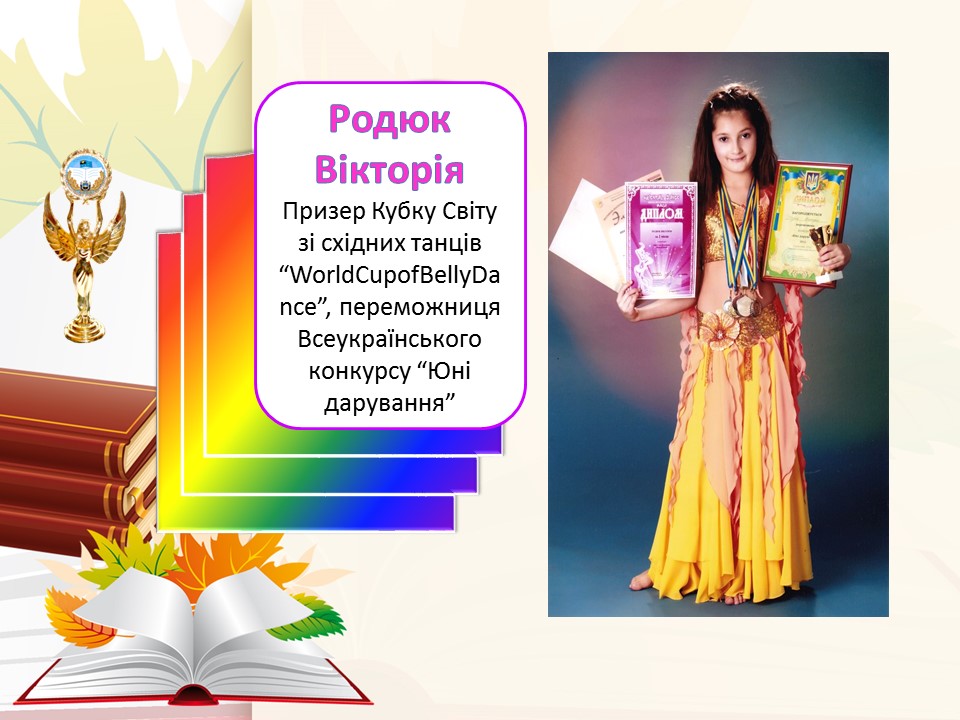 Родюк
Вікторія
Призер Кубку Світу
зі східних танців
“WorldCupofBellyDa
nce”, переможниця
Всеукраїнського
конкурсу “Юні
дарування”
ДИПЛОМ